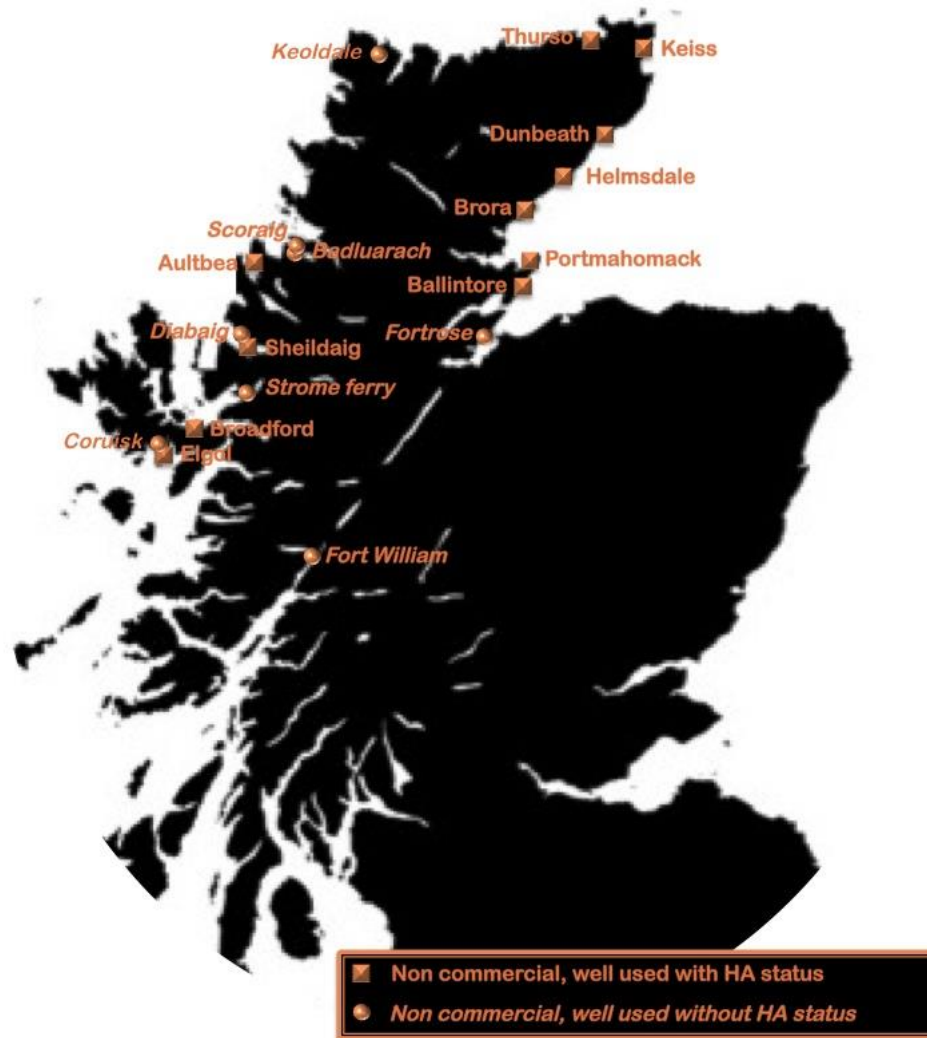 Thurso
Keiss
Keoldale
Dunbeath
Helmsdale
Brora
Scoraig
Badluarach
Aultbea
Portmahomack
Ballintore
Diabaig
Sheildaig
Fortrose
Strome ferry
Broadford
Coruisk
Elgol
Fort William
Non commercial, well used with HA status
Non commercial, well used without HA status